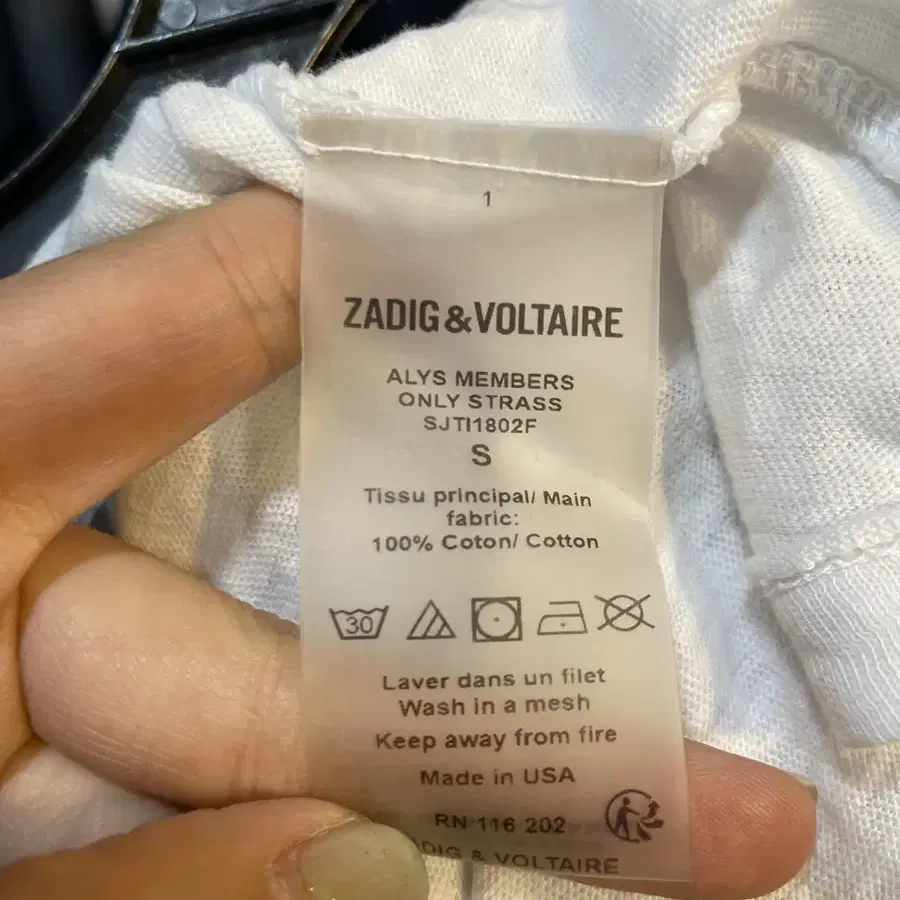 1
ZADIG&VOLTAIRE
ALYS MEMBERS
ONLY STRASS
SJTI1802F
S
Tissu principal/ Main
fabric:
100% Coton/ Cotton
30
Laver dans un filet
Wash in a mesh
Keep away from fire
Made in USA
RN 116 202
DIG & VOLTAIRE